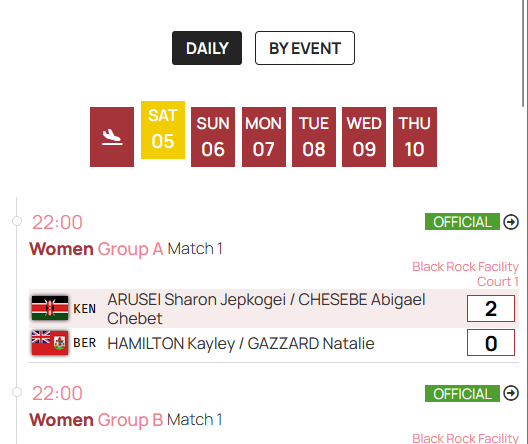 DAILY
BY EVENT
SAT
05
SUN
06
MON
07
TUE
08
WED
09
THU
10
22:00
OFFICIAL
Women Group A Match 1
Black Rock Facility
Court 1
KEN
ARUSEI Sharon Jepkogei / CHESEBE Abigael
Chebet
2
BER
HAMILTON Kayley / GAZZARD Natalie
0
22:00
OFFICIAL
Women Group B Match 1
Black Rock Facility